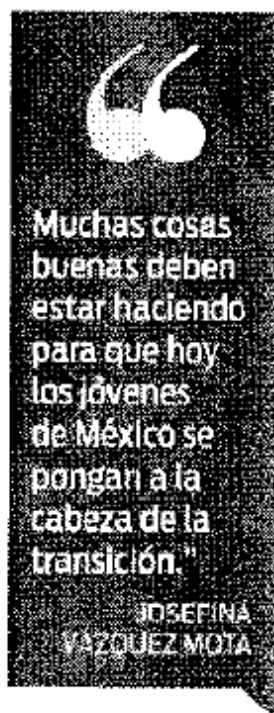 “
Muchas cosas
buenas deben
estar haciendo
para que hoy
los jóvenes
de México se
pongan a la
cabeza de la
transición."
JOSEFINA
VÁZQUEZ MOTA